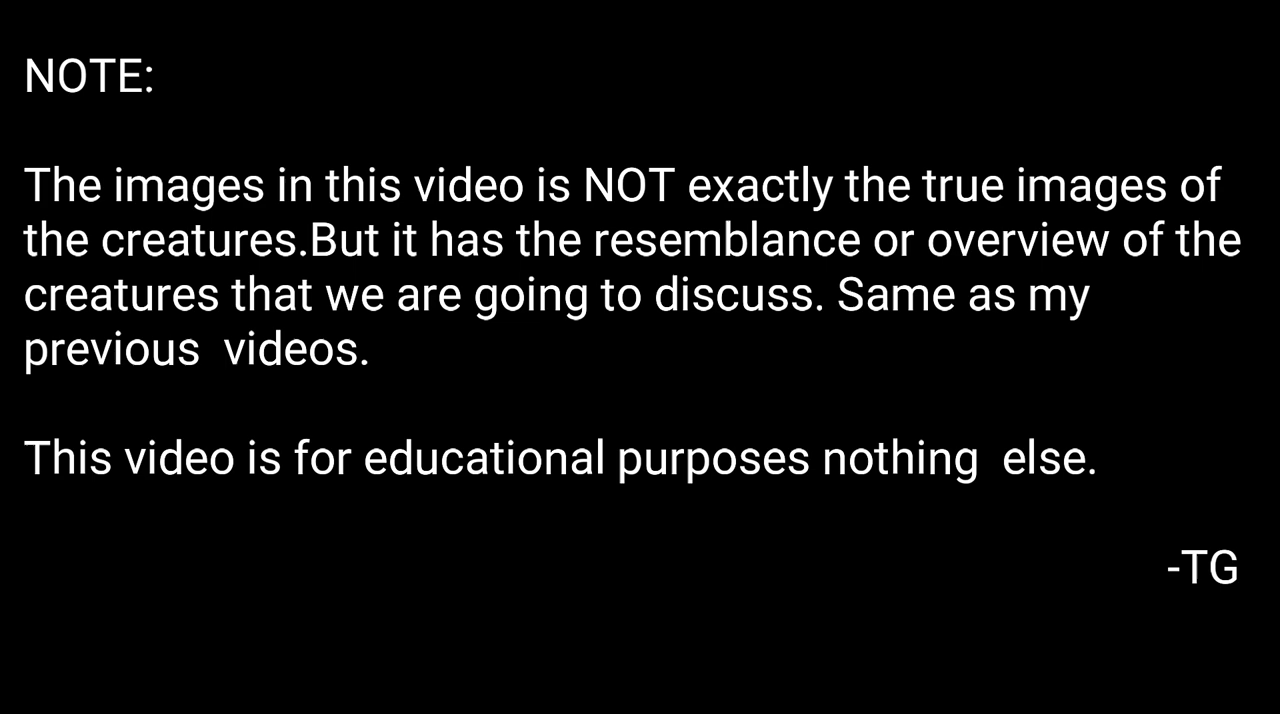 NOTE:
The images in this video is NOT exactly the true images of
the creatures.But it has the resemblance or overview of the
creatures that we are going to discuss. Same as my
previous  videos.
This video is for educational purposes nothing  else.
-TG